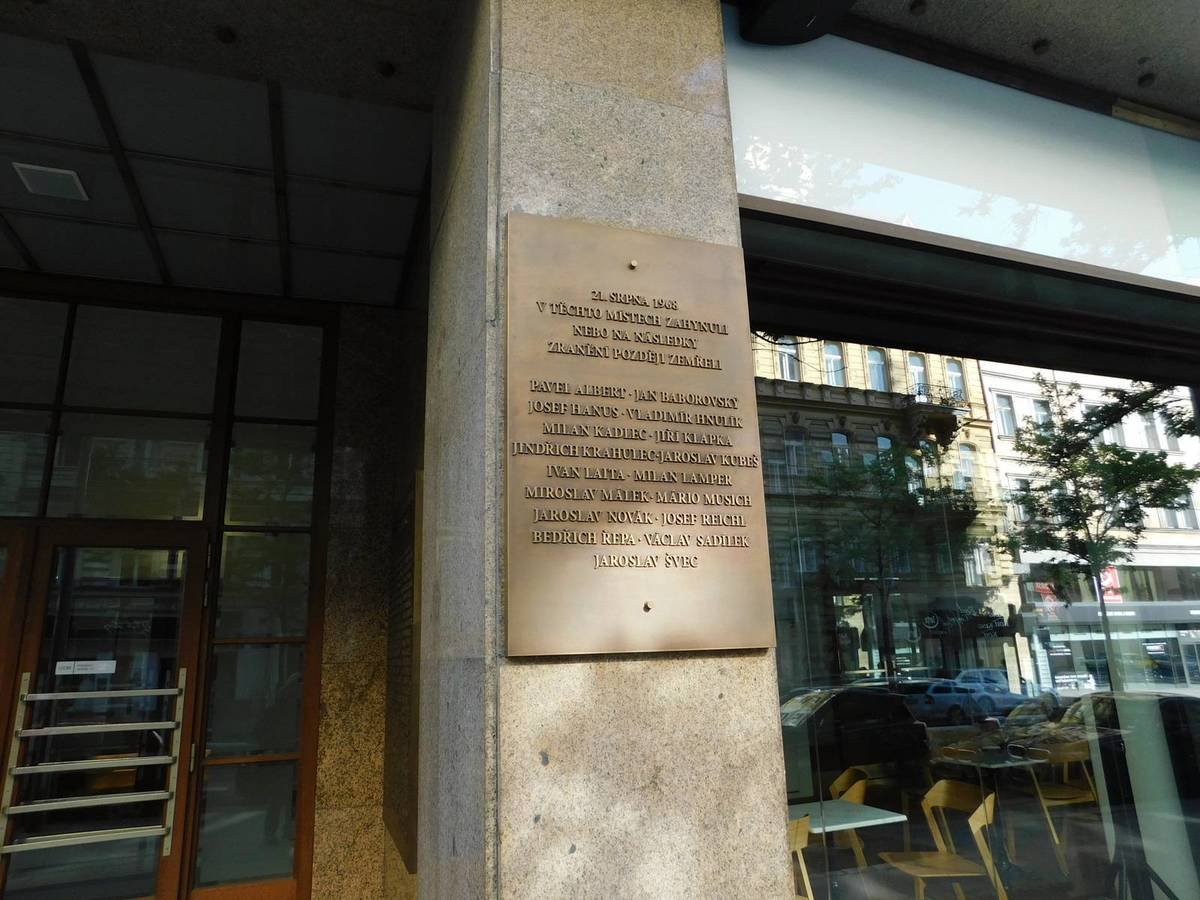 21. SRPNA 1968
V TĚCHTO MÍSTECH ZAHYNULI
NEBO NA NÁSLEDKY
ZRANĚNÍ POZDĚJI ZEMŘELI
PAVEL ALBERT · JAN BABOROVSKÝ
JOSEF HANUS · VLADIMÍR HNULÍK
MILAN KADLEC · JIŘÍ KLAPKA
JINDŘICH KRAHULEC · JAROSLAV KUBEŠ
IVAN LAITA · MILAN LAMPER
MIROSLAV MÁLEK · MARIO MUSICH
JAROSLAV NOVÁK · JOSEF REICHL
BEDŘICH ŘEPA · VÁCLAV SADÍLEK
JAROSLAV ŠVEC